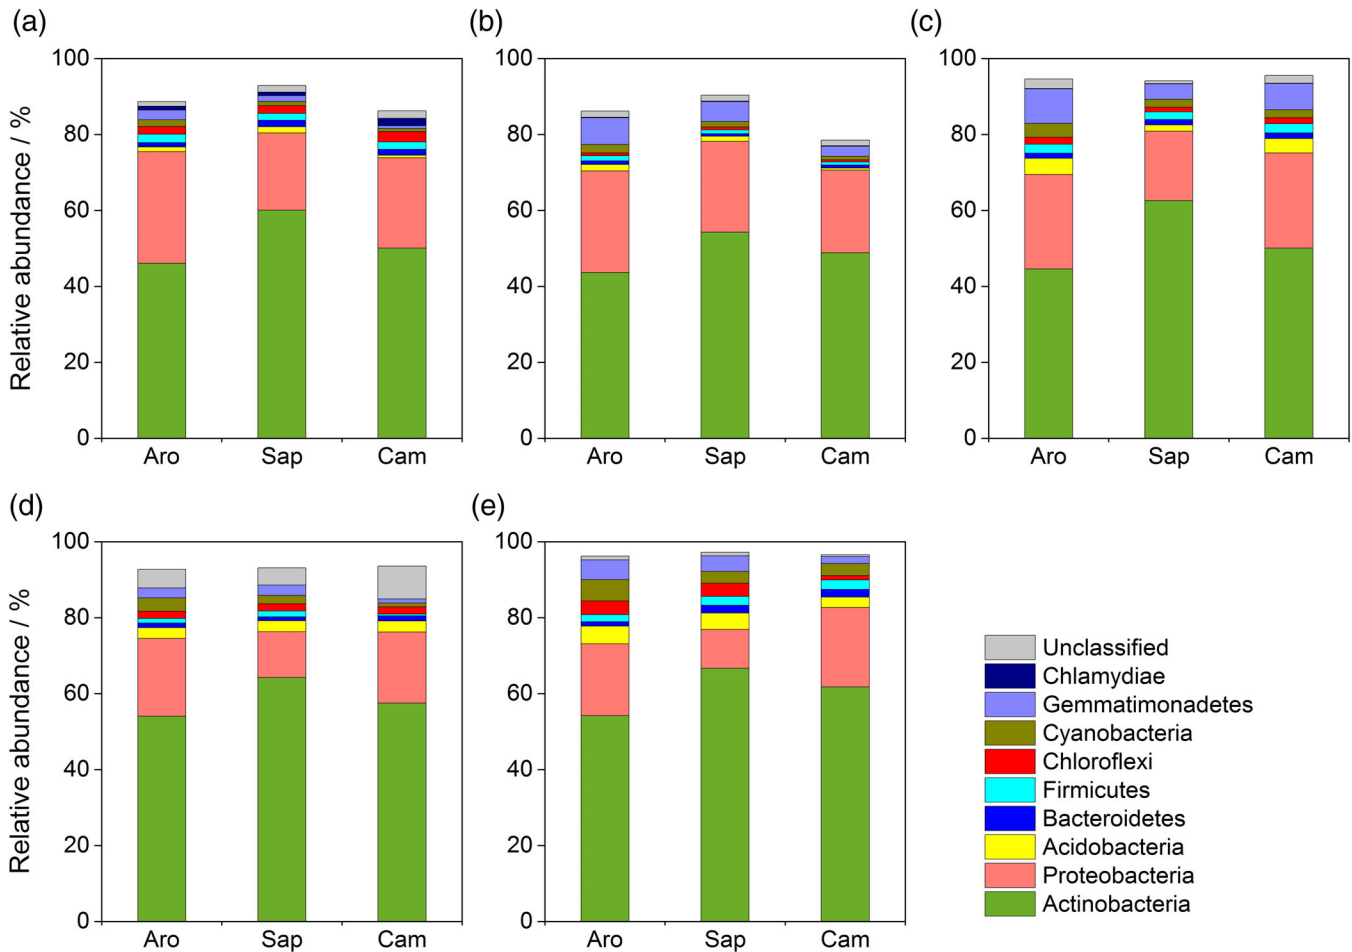 (a)
(b)
(c)
Relative abundance / %
100
80
60
40
20
0
Aro Sap Cam
100
80
60
40
20
0
Aro Sap Cam
100
80
60
40
20
0
Aro Sap Cam
(d)
(e)
Relative abundance / %
100
80
60
40
20
0
Aro Sap Cam
100
80
60
40
20
0
Aro Sap Cam
Unclassified
Chlamydiae
Gemmatimonadetes
Cyanobacteria
Chloroflexi
Firmicutes
Bacteroidetes
Acidobacteria
Proteobacteria
Actinobacteria